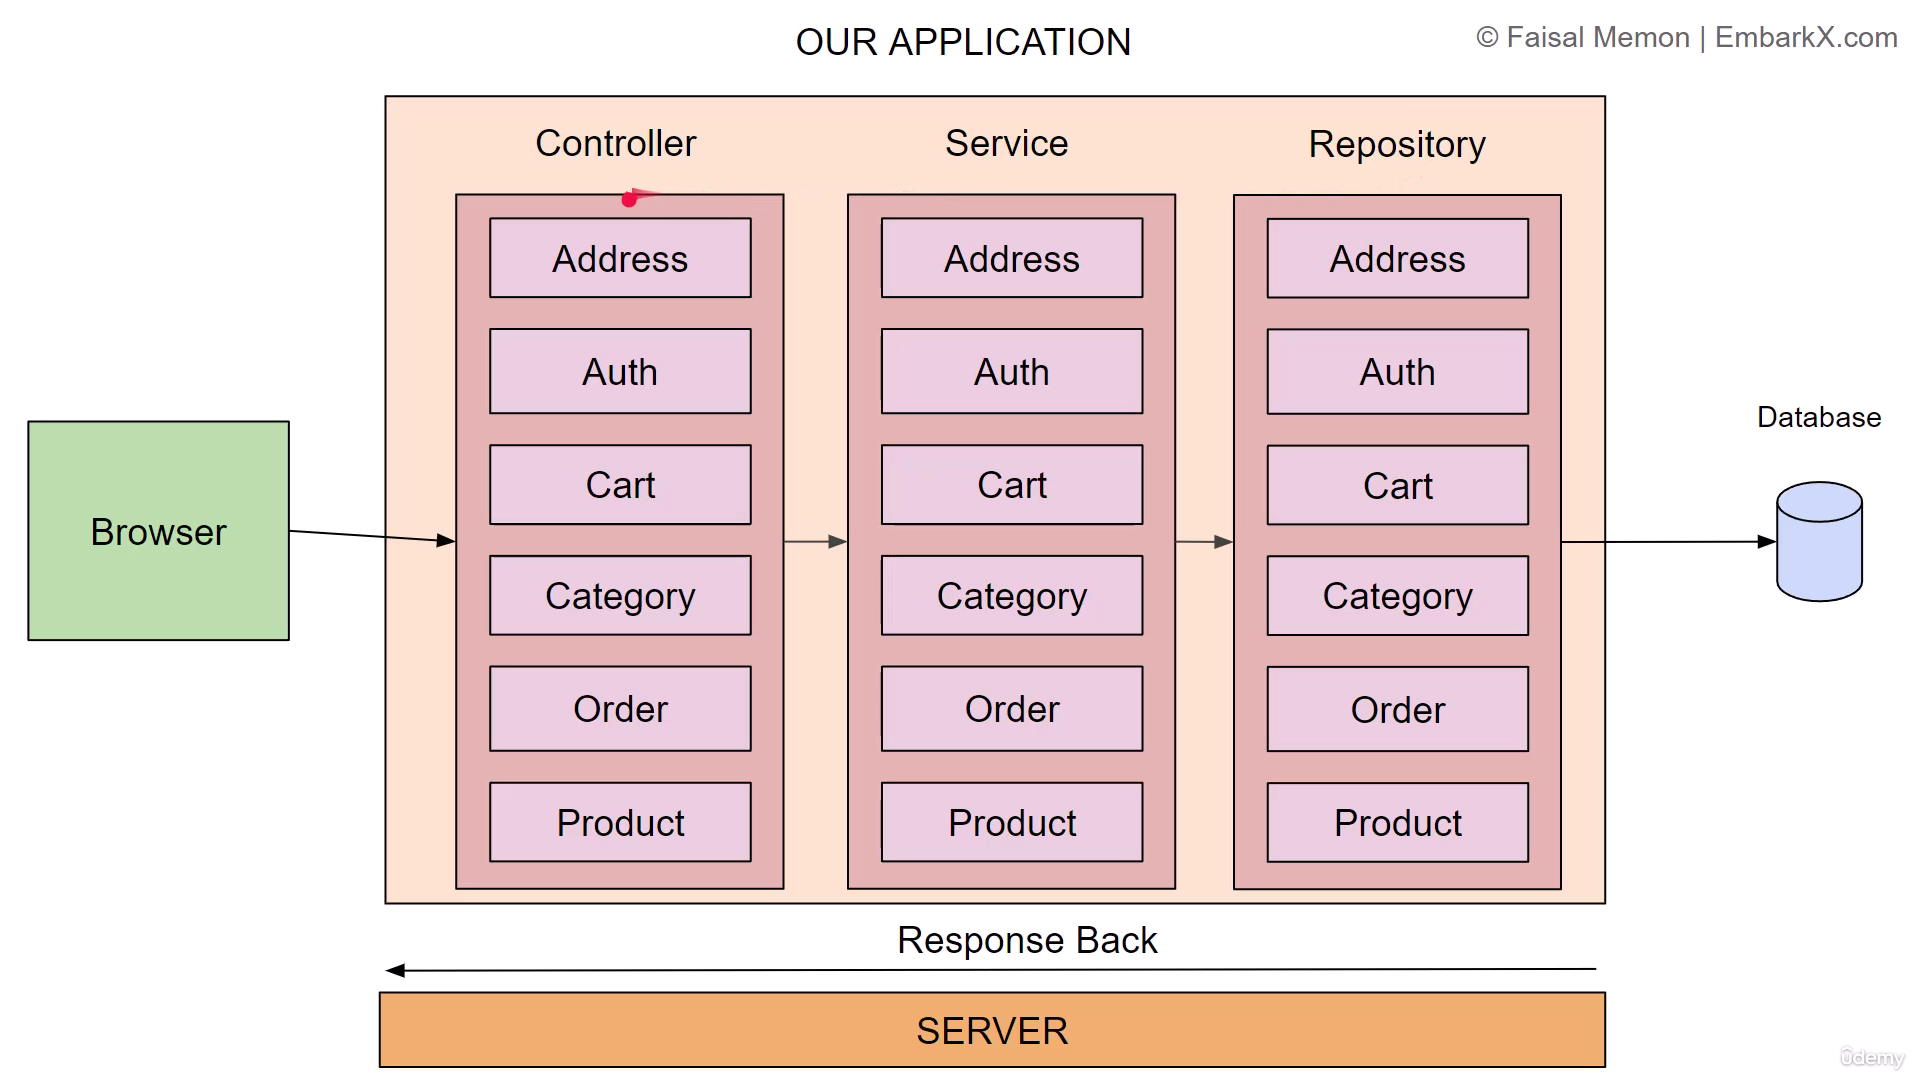 OUR APPLICATION
© Faisal Memon | EmbarkX.com
Controller
Service
Repository
Address
Address
Address
Auth
Auth
Auth
Cart
Cart
Cart
Category
Category
Category
Order
Order
Order
Product
Product
Product
Browser
Database
Response Back
SERVER
ûdemy